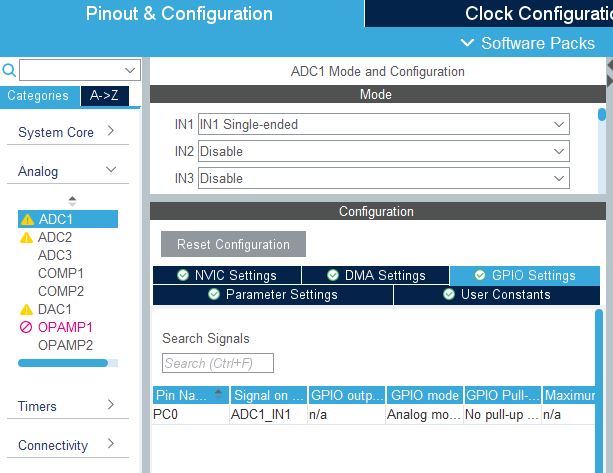 Pinout & Configuration
Clock Configurati
Software Packs
ADC1 Mode and Configuration
Categories
A->Z
Mode
System Core
IN1 IN1 Single-ended
IN2 Disable
IN3 Disable
Analog
Configuration
ADC1
ADC2
ADC3
COMP1
COMP2
DAC1
OPAMP1
OPAMP2
Reset Configuration
NVIC Settings
DMA Settings
GPIO Settings
Parameter Settings
User Constants
Search Signals
Search (Ctrl+F)
Pin Na... Signal on ... GPIO outp... GPIO mode GPIO Pull-... Maximum
PC0 ADC1_IN1 n/a Analog mo... No pull-up ... n/a
Timers
Connectivity